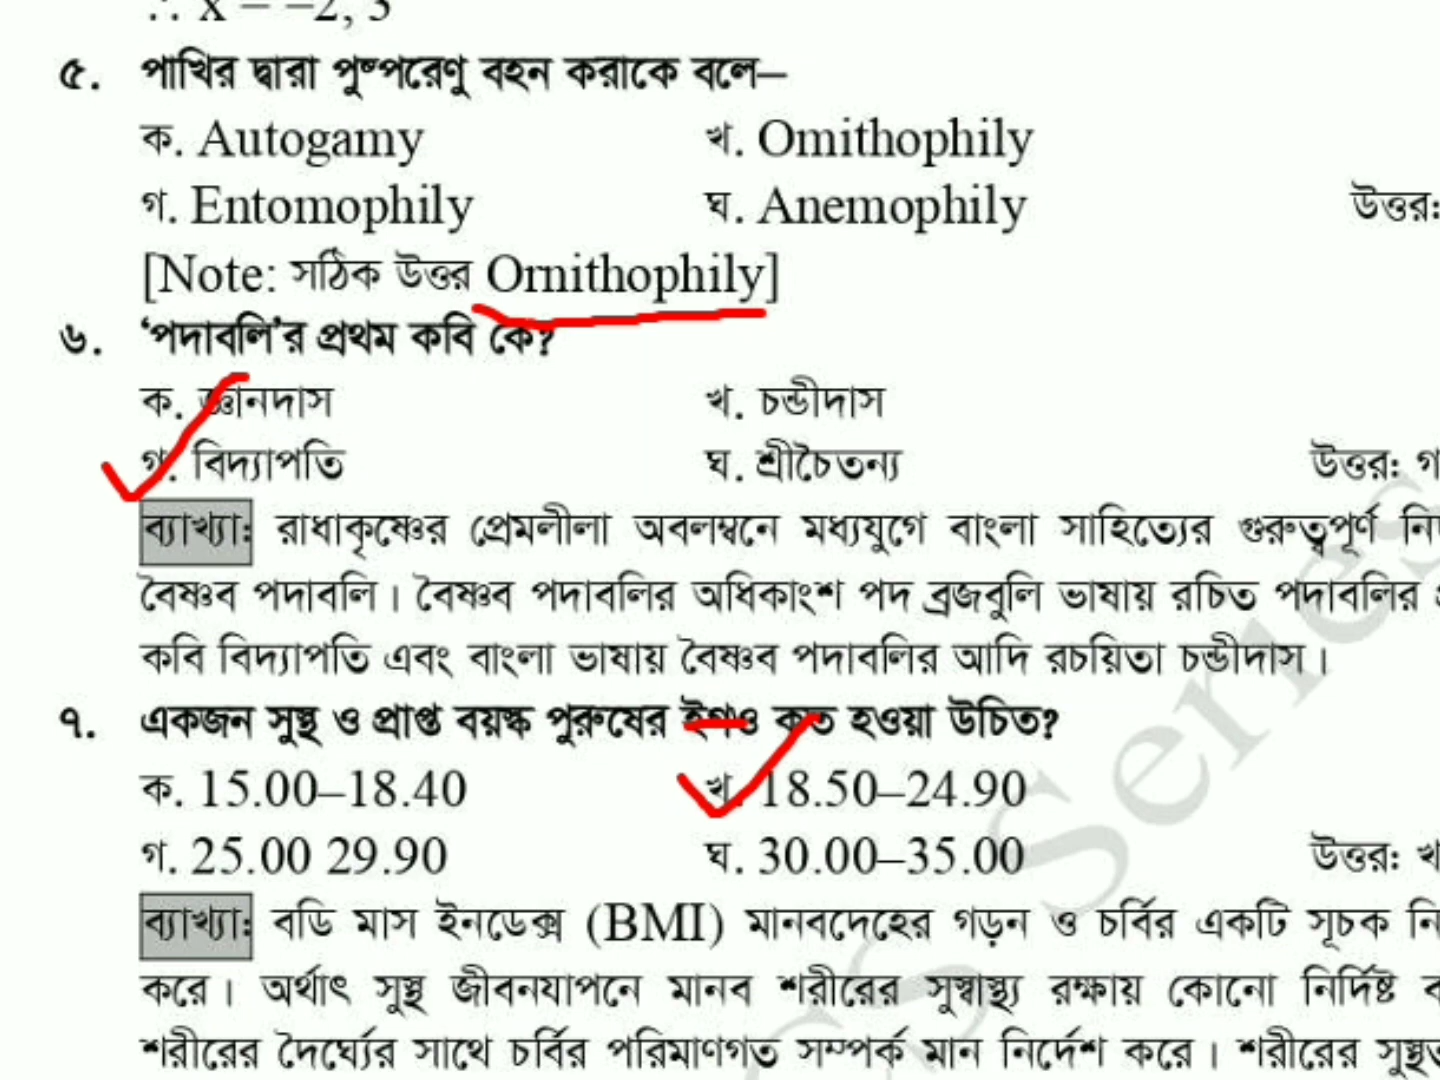 ∴ x = −2, 3
৫. পাখির দ্বারা পুষ্পরেণু বহন করাকে বলে–
ক. Autogamy খ. Omithophily
গ. Entomophily ঘ. Anemophily উত্তর:
[Note: সঠিক উত্তর Ornithophily]
৬. ‘পদাবলি’র প্রথম কবি কে?
ক. জ্ঞানদাস খ. চন্ডীদাস
গ. বিদ্যাপতি ঘ. শ্রীচৈতন্য উত্তর: গ
ব্যাখ্যা: রাধাকৃষ্ণের প্রেমলীলা অবলম্বনে মধ্যযুগে বাংলা সাহিত্যের গুরুত্বপূর্ণ
বৈষ্ণব পদাবলি। বৈষ্ণব পদাবলির অধিকাংশ পদ ব্রজবুলি ভাষায় রচিত পদাবলির
কবি বিদ্যাপতি এবং বাংলা ভাষায় বৈষ্ণব পদাবলির আদি রচয়িতা চন্ডীদাস।
৭. একজন সুস্থ ও প্রাপ্ত বয়স্ক পুরুষের ইগও কত হওয়া উচিত?
ক. 15.00–18.40 খ. 18.50–24.90
গ. 25.00 29.90 ঘ. 30.00–35.00 উত্তর: খ
ব্যাখ্যা: বডি মাস ইনডেক্স (BMI) মানবদেহের গড়ন ও চর্বির একটি সূচক
করে। অর্থাৎ সুস্থ জীবনযাপনে মানব শরীরের সুস্বাস্থ্য রক্ষায় কোনো নির্দিষ্ট
শরীরের দৈর্ঘ্যের সাথে চর্বির পরিমাণগত সম্পর্ক মান নির্দেশ করে। শরীরের
Series